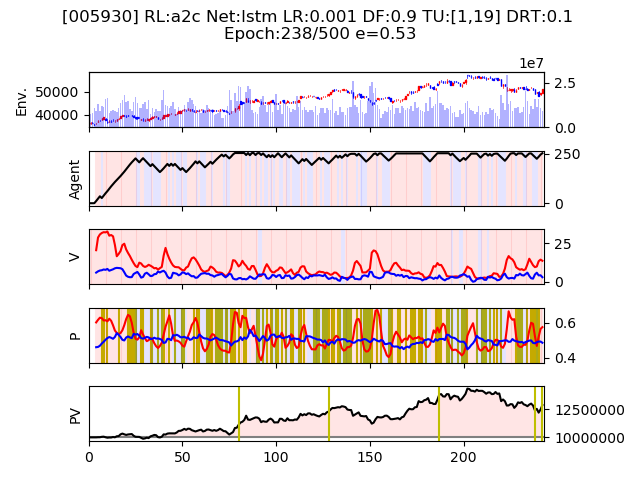 [005930] RL:a2c Net:lstm LR:0.001 DF:0.9 TU:[1,19] DRT:0.1
Epoch:238/500 e=0.53
1e7
Env.
50000
40000
2.5
0.0
Agent
250
0
V
25
0
P
0.6
0.4
PV
12500000
10000000
0 50 100 150 200